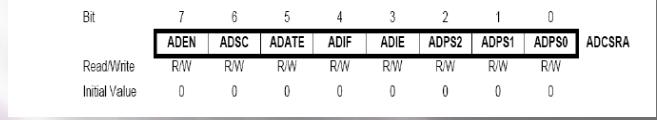 Bit 7 6 5 4 3 2 1 0
ADEN ADSC ADATE ADIF ADIE ADPS2 ADPS1 ADPS0 ADCSRA
Read/Write R/W R/W R/W R/W R/W R/W R/W R/W
Initial Value 0 0 0 0 0 0 0 0